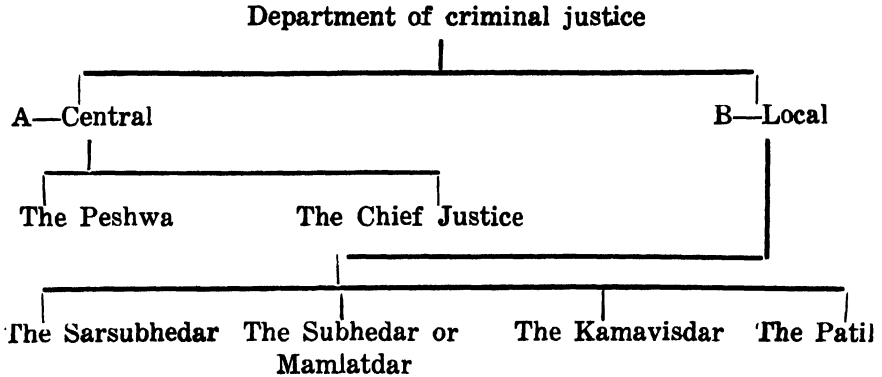 Department of criminal justice
A—Central B—Local
The Peshwa The Chief Justice
The Sarsubhedar The Subhedar or The Kamavisdar The Patil
Mamlatdar